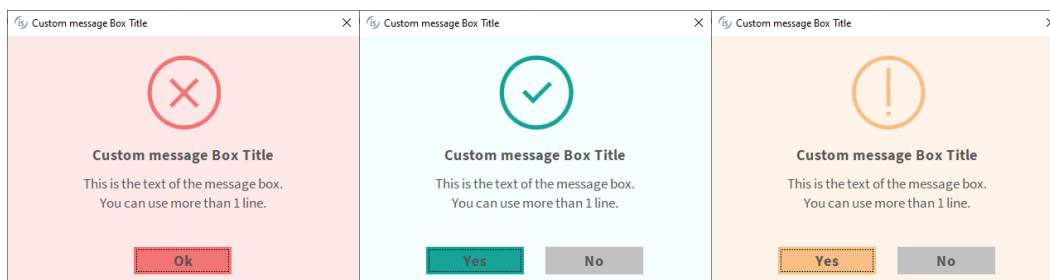 Custom message Box Title
Custom message Box Title
This is the text of the message box.
You can use more than 1 line.
Ok
Custom message Box Title
Custom message Box Title
This is the text of the message box.
You can use more than 1 line.
Yes No
Custom message Box Title
Custom message Box Title
This is the text of the message box.
You can use more than 1 line.
Yes No